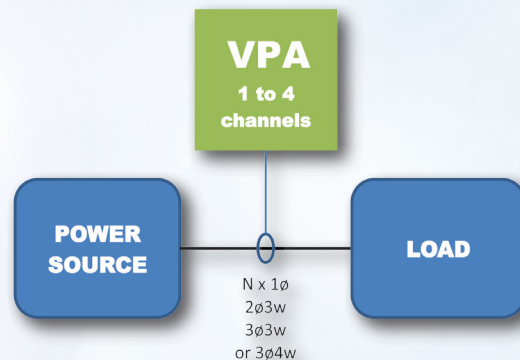 VPA
1 to 4
channels
POWER
SOURCE
LOAD
N x 1ø
2ø3w
3ø3w
or 3ø4w